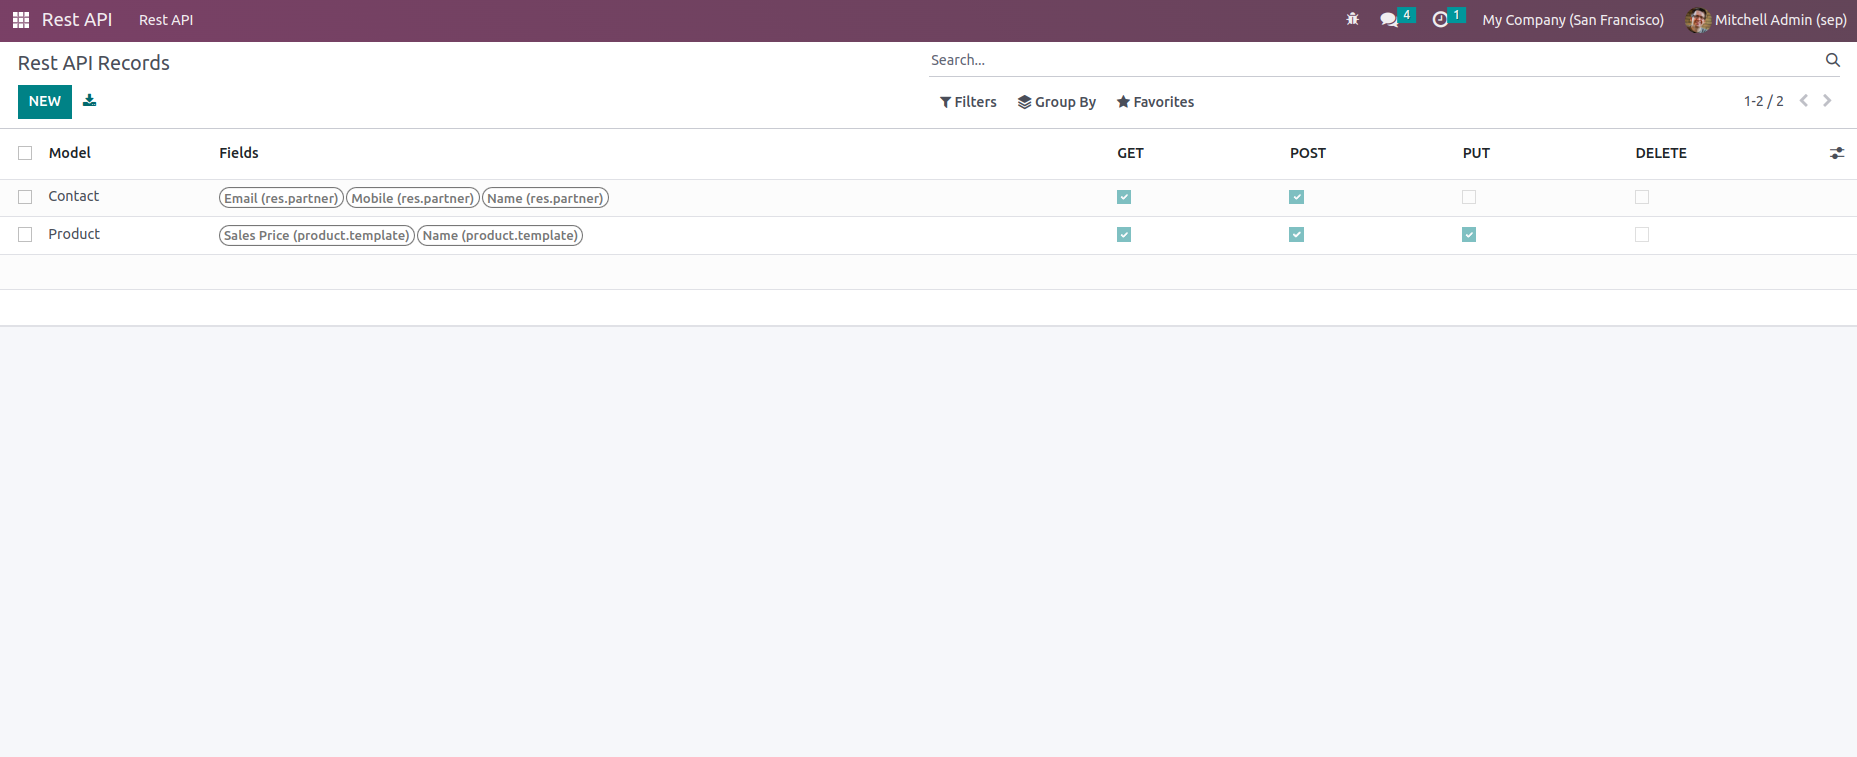 Rest API Rest API 4 1 My Company (San Francisco) Mitchell Admin (sep)
Rest API Records Search...
NEW Filters Group By Favorites 1-2 / 2
Model Fields GET POST PUT DELETE
Contact Email (res.partner) Mobile (res.partner) Name (res.partner)
Product Sales Price (product.template) Name (product.template)